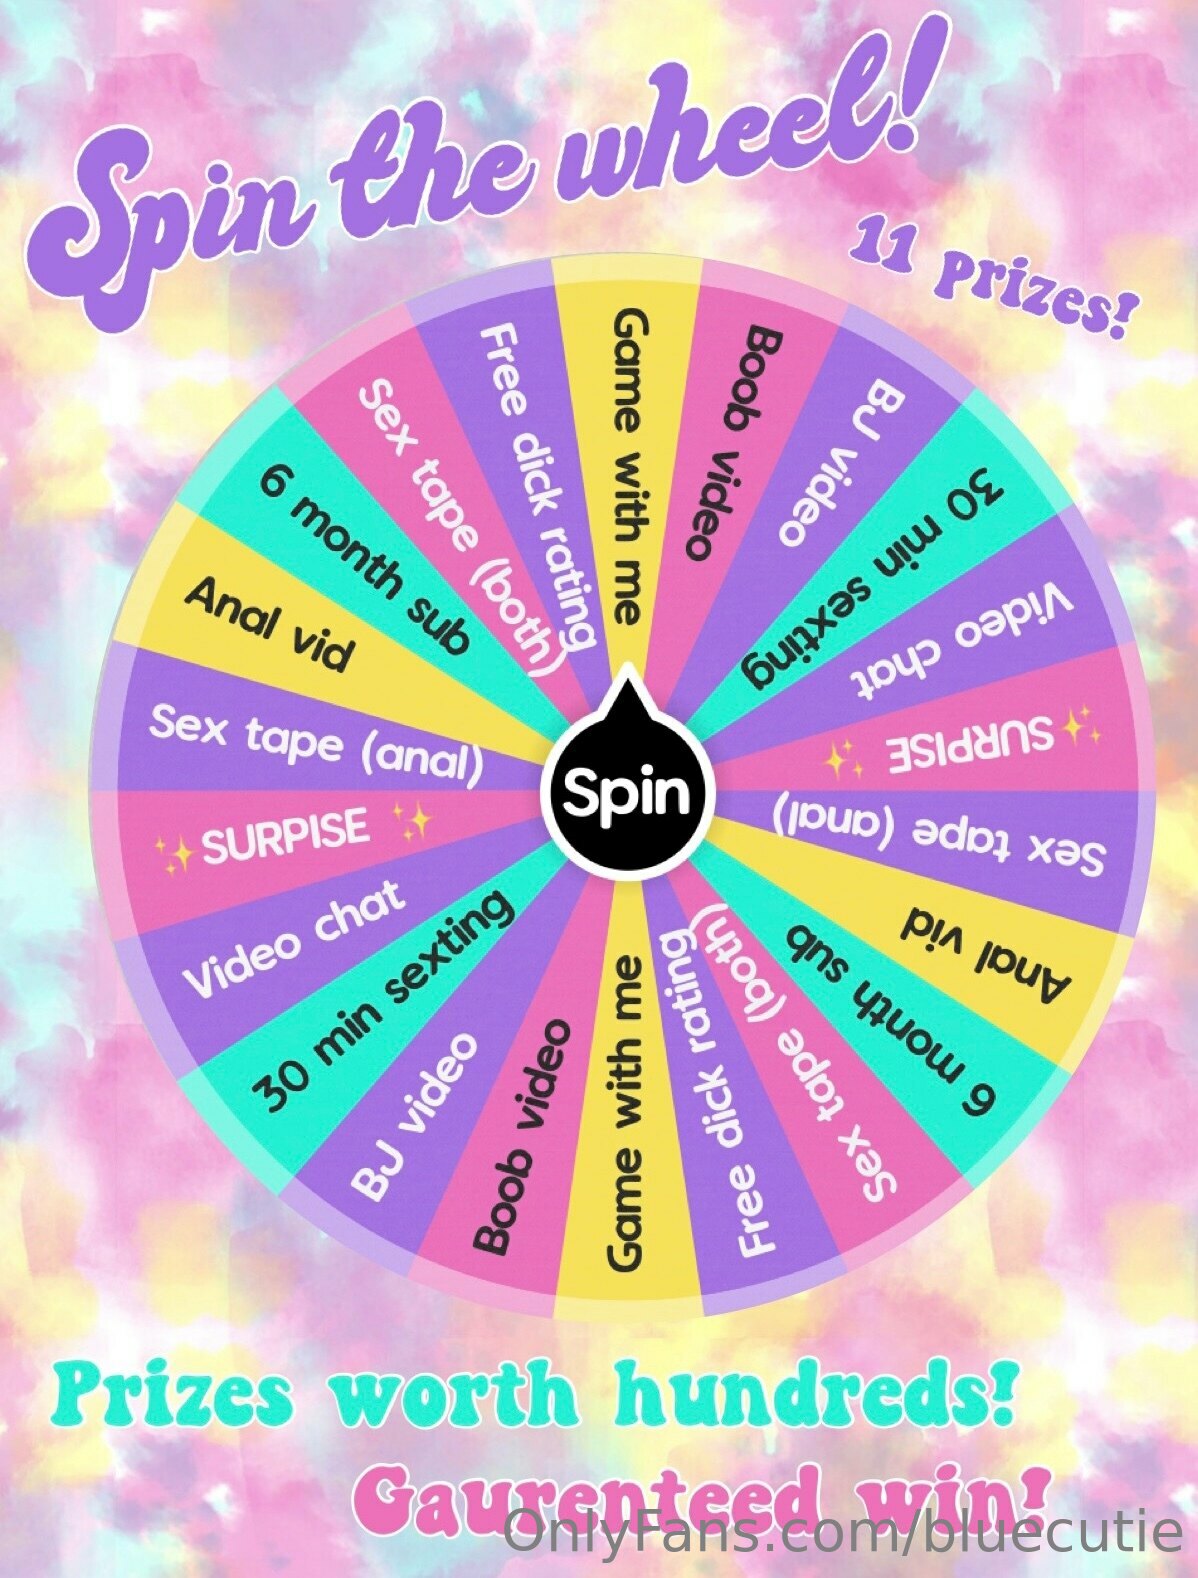 Spin the wheel!
11 prizes!
Game with me
Boob video
BJ video
30 min sexting
Video chat
✨SURPISE ✨
Sex tape (anal)
Anal vid
6 month sub
Sex tape (both)
Free dick rating
Game with me
Boob video
BJ video
30 min sexting
Video chat
✨SURPISE ✨
Sex tape (anal)
Anal vid
6 month sub
Sex tape (both)
Free dick rating
Spin
Prizes worth hundreds!
Gaurenteed win!
OnlyFans.com/bluecutie